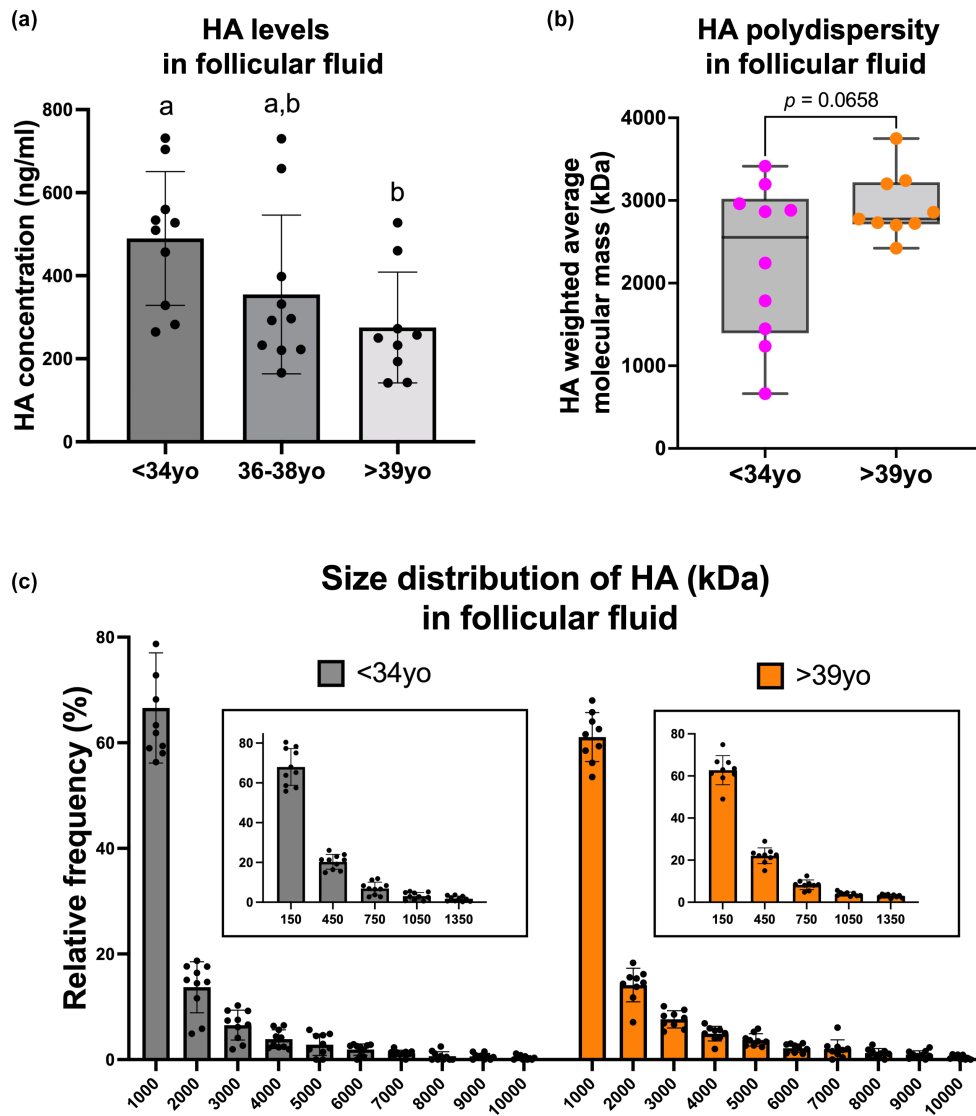 (a)
HA levels
in follicular fluid
HA concentration (ng/ml)
800
600
400
200
0
a
a,b
b
<34yo
36-38yo
>39yo
(b)
HA polydispersity
in follicular fluid
p = 0.0658
HA weighted average
molecular mass (kDa)
4000
3000
2000
1000
0
<34yo
>39yo
(c)
Size distribution of HA (kDa)
in follicular fluid
Relative frequency (%)
80
60
40
20
0
<34yo
80
60
40
20
0
150
450
750
1050
1350
>39yo
80
60
40
20
0
150
450
750
1050
1350
1000
2000
3000
4000
5000
6000
7000
8000
9000
10000
1000
2000
3000
4000
5000
6000
7000
8000
9000
10000